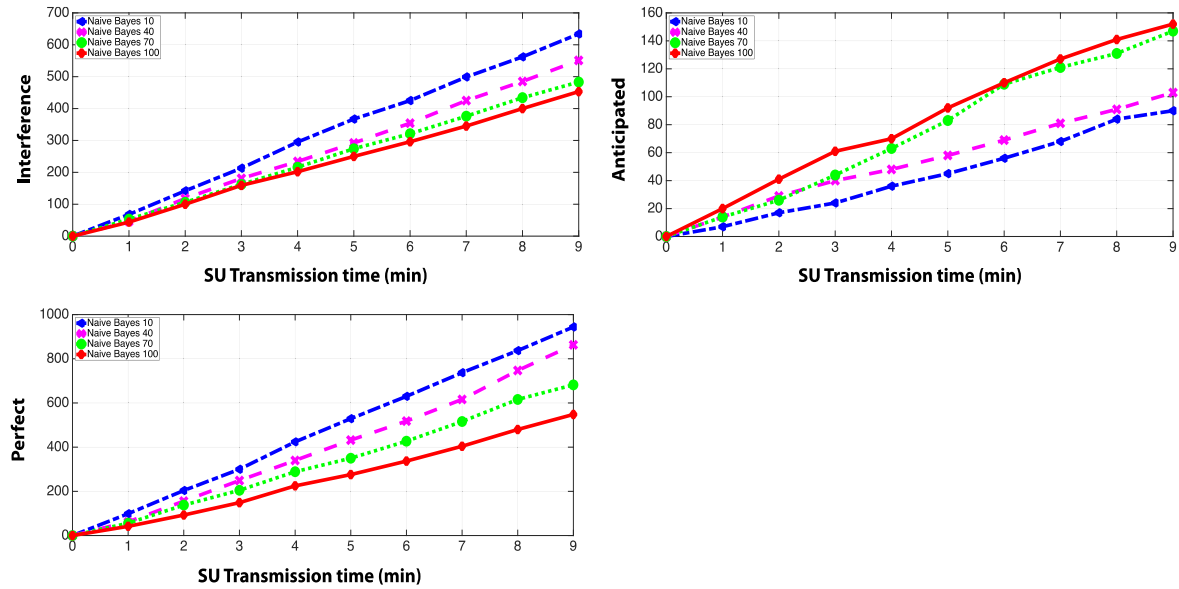 Interference
700
600
500
400
300
200
100
0
Naive Bayes 10
Naive Bayes 40
Naive Bayes 70
Naive Bayes 100
0 1 2 3 4 5 6 7 8 9
SU Transmission time (min)
Anticipated
160
140
120
100
80
60
40
20
0
Naive Bayes 10
Naive Bayes 40
Naive Bayes 70
Naive Bayes 100
0 1 2 3 4 5 6 7 8 9
SU Transmission time (min)
Perfect
1000
800
600
400
200
0
Naive Bayes 10
Naive Bayes 40
Naive Bayes 70
Naive Bayes 100
0 1 2 3 4 5 6 7 8 9
SU Transmission time (min)